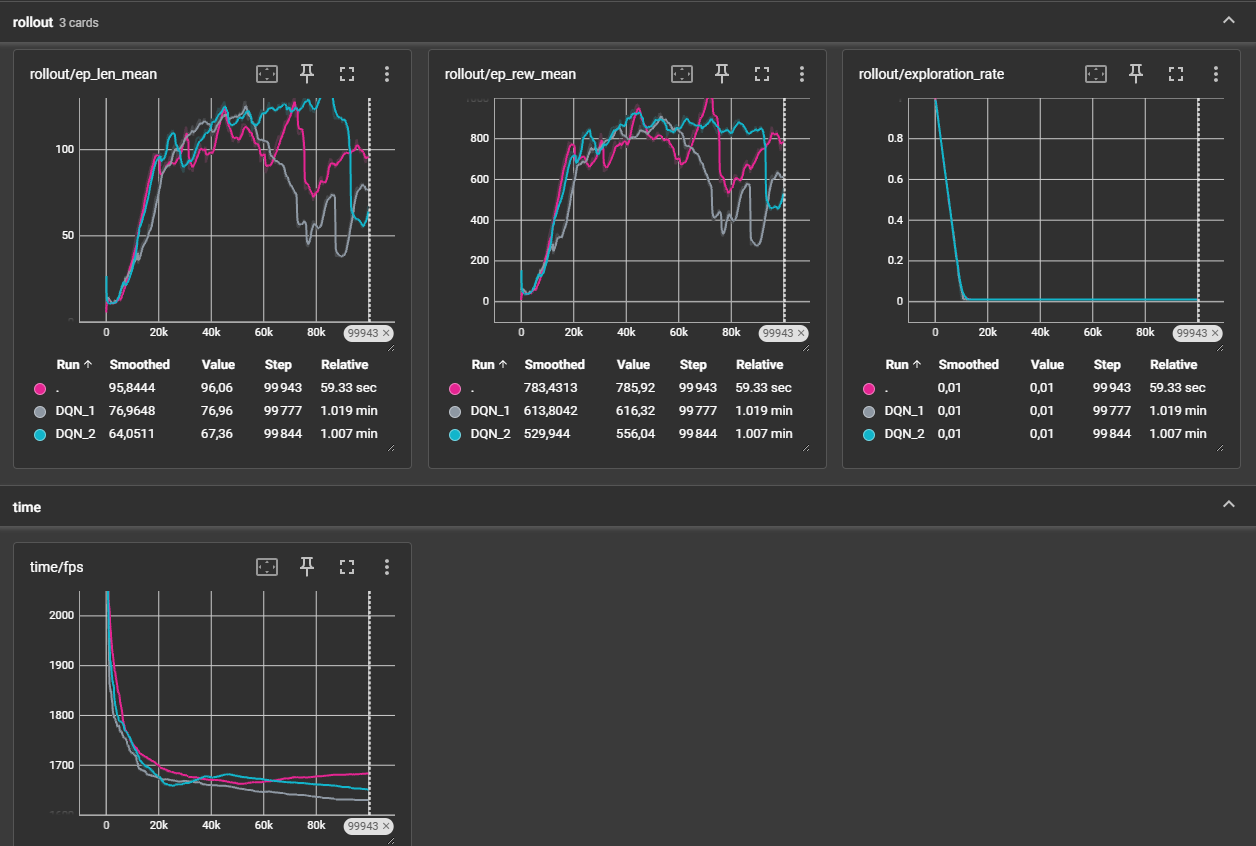 rollout 3 cards
rollout/ep_len_mean
100
50
0 20k 40k 60k 80k 99943 ×
Run ↑ Smoothed Value Step Relative
. 95,8444 96,06 99 943 59.33 sec
DQN_1 76,9648 76,96 99 777 1.019 min
DQN_2 64,0511 67,36 99 844 1.007 min
rollout/ep_rew_mean
800
600
400
200
0
0 20k 40k 60k 80k 99943 ×
Run ↑ Smoothed Value Step Relative
. 783,4313 785,92 99 943 59.33 sec
DQN_1 613,8042 616,32 99 777 1.019 min
DQN_2 529,944 556,04 99 844 1.007 min
rollout/exploration_rate
0.8
0.6
0.4
0.2
0
0 20k 40k 60k 80k 99943 ×
Run ↑ Smoothed Value Step Relative
. 0,01 0,01 99 943 59.33 sec
DQN_1 0,01 0,01 99 777 1.019 min
DQN_2 0,01 0,01 99 844 1.007 min
time
time/fps
2000
1900
1800
1700
0 20k 40k 60k 80k 99943 ×